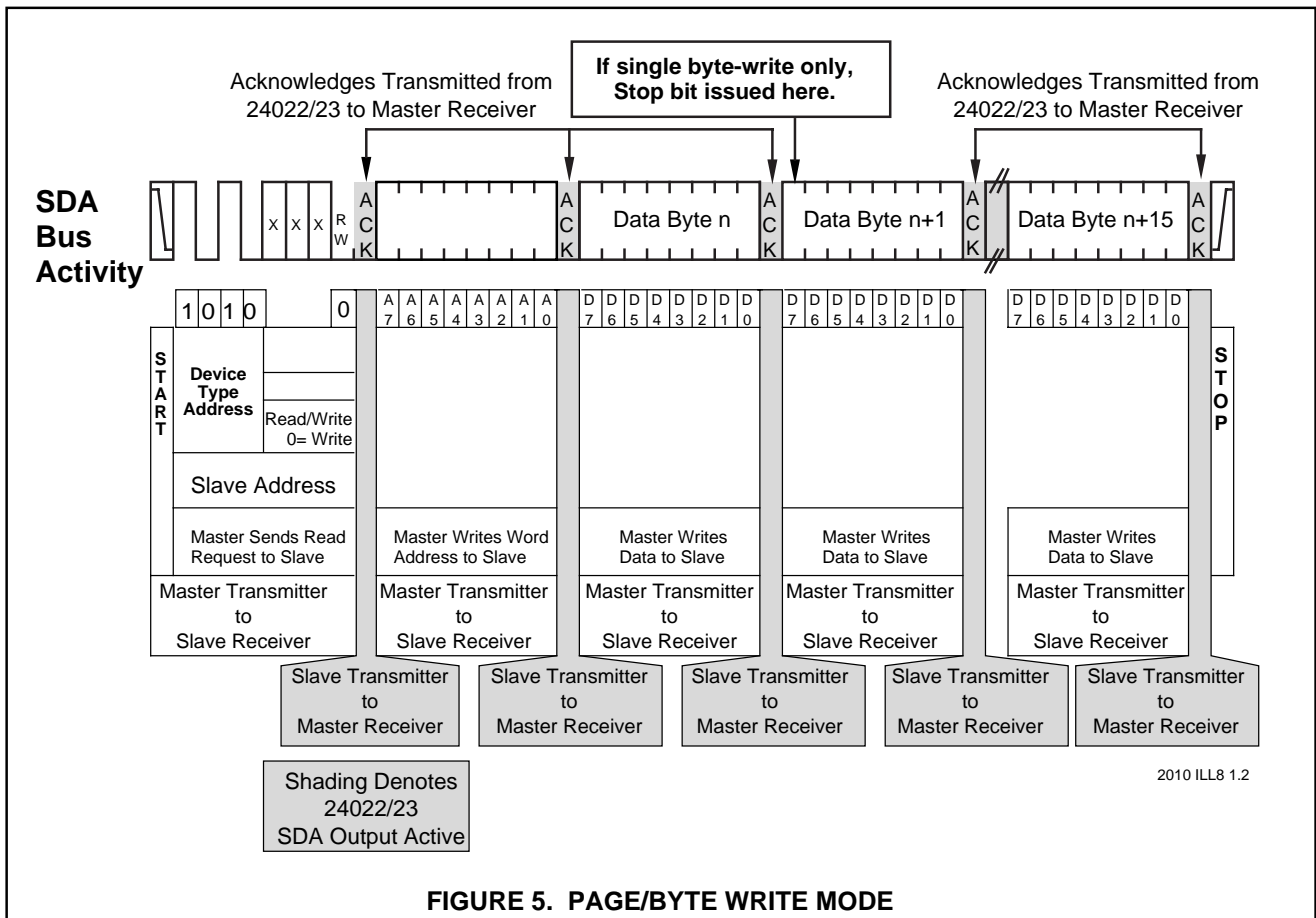 Acknowledges Transmitted from
24022/23 to Master Receiver
If single byte-write only,
Stop bit issued here.
Acknowledges Transmitted from
24022/23 to Master Receiver
SDA
Bus
Activity
X X X R W
A C K
A C K
Data Byte n
A C K
Data Byte n+1
A C K
Data Byte n+15
A C K
1 0 1 0
0
A7 A6 A5 A4 A3 A2 A1 A0
D7 D6 D5 D4 D3 D2 D1 D0
D7 D6 D5 D4 D3 D2 D1 D0
D7 D6 D5 D4 D3 D2 D1 D0
START
Device
Type
Address
Read/Write
0= Write
STOP
Slave Address
Master Sends Read
Request to Slave
Master Writes Word
Address to Slave
Master Writes
Data to Slave
Master Writes
Data to Slave
Master Writes
Data to Slave
Master Transmitter
to
Slave Receiver
Master Transmitter
to
Slave Receiver
Master Transmitter
to
Slave Receiver
Master Transmitter
to
Slave Receiver
Master Transmitter
to
Slave Receiver
Slave Transmitter
to
Master Receiver
Slave Transmitter
to
Master Receiver
Slave Transmitter
to
Master Receiver
Slave Transmitter
to
Master Receiver
Slave Transmitter
to
Master Receiver
Shading Denotes
24022/23
SDA Output Active
2010 ILL8 1.2
FIGURE 5. PAGE/BYTE WRITE MODE